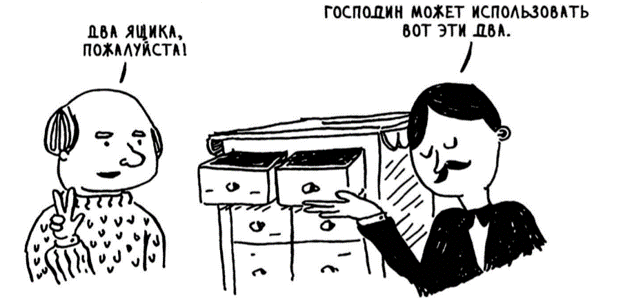 ДВА ЯЩИКА,
ПОЖАЛУЙСТА!
ГОСПОДИН МОЖЕТ ИСПОЛЬЗОВАТЬ
ВОТ ЭТИ ДВА.